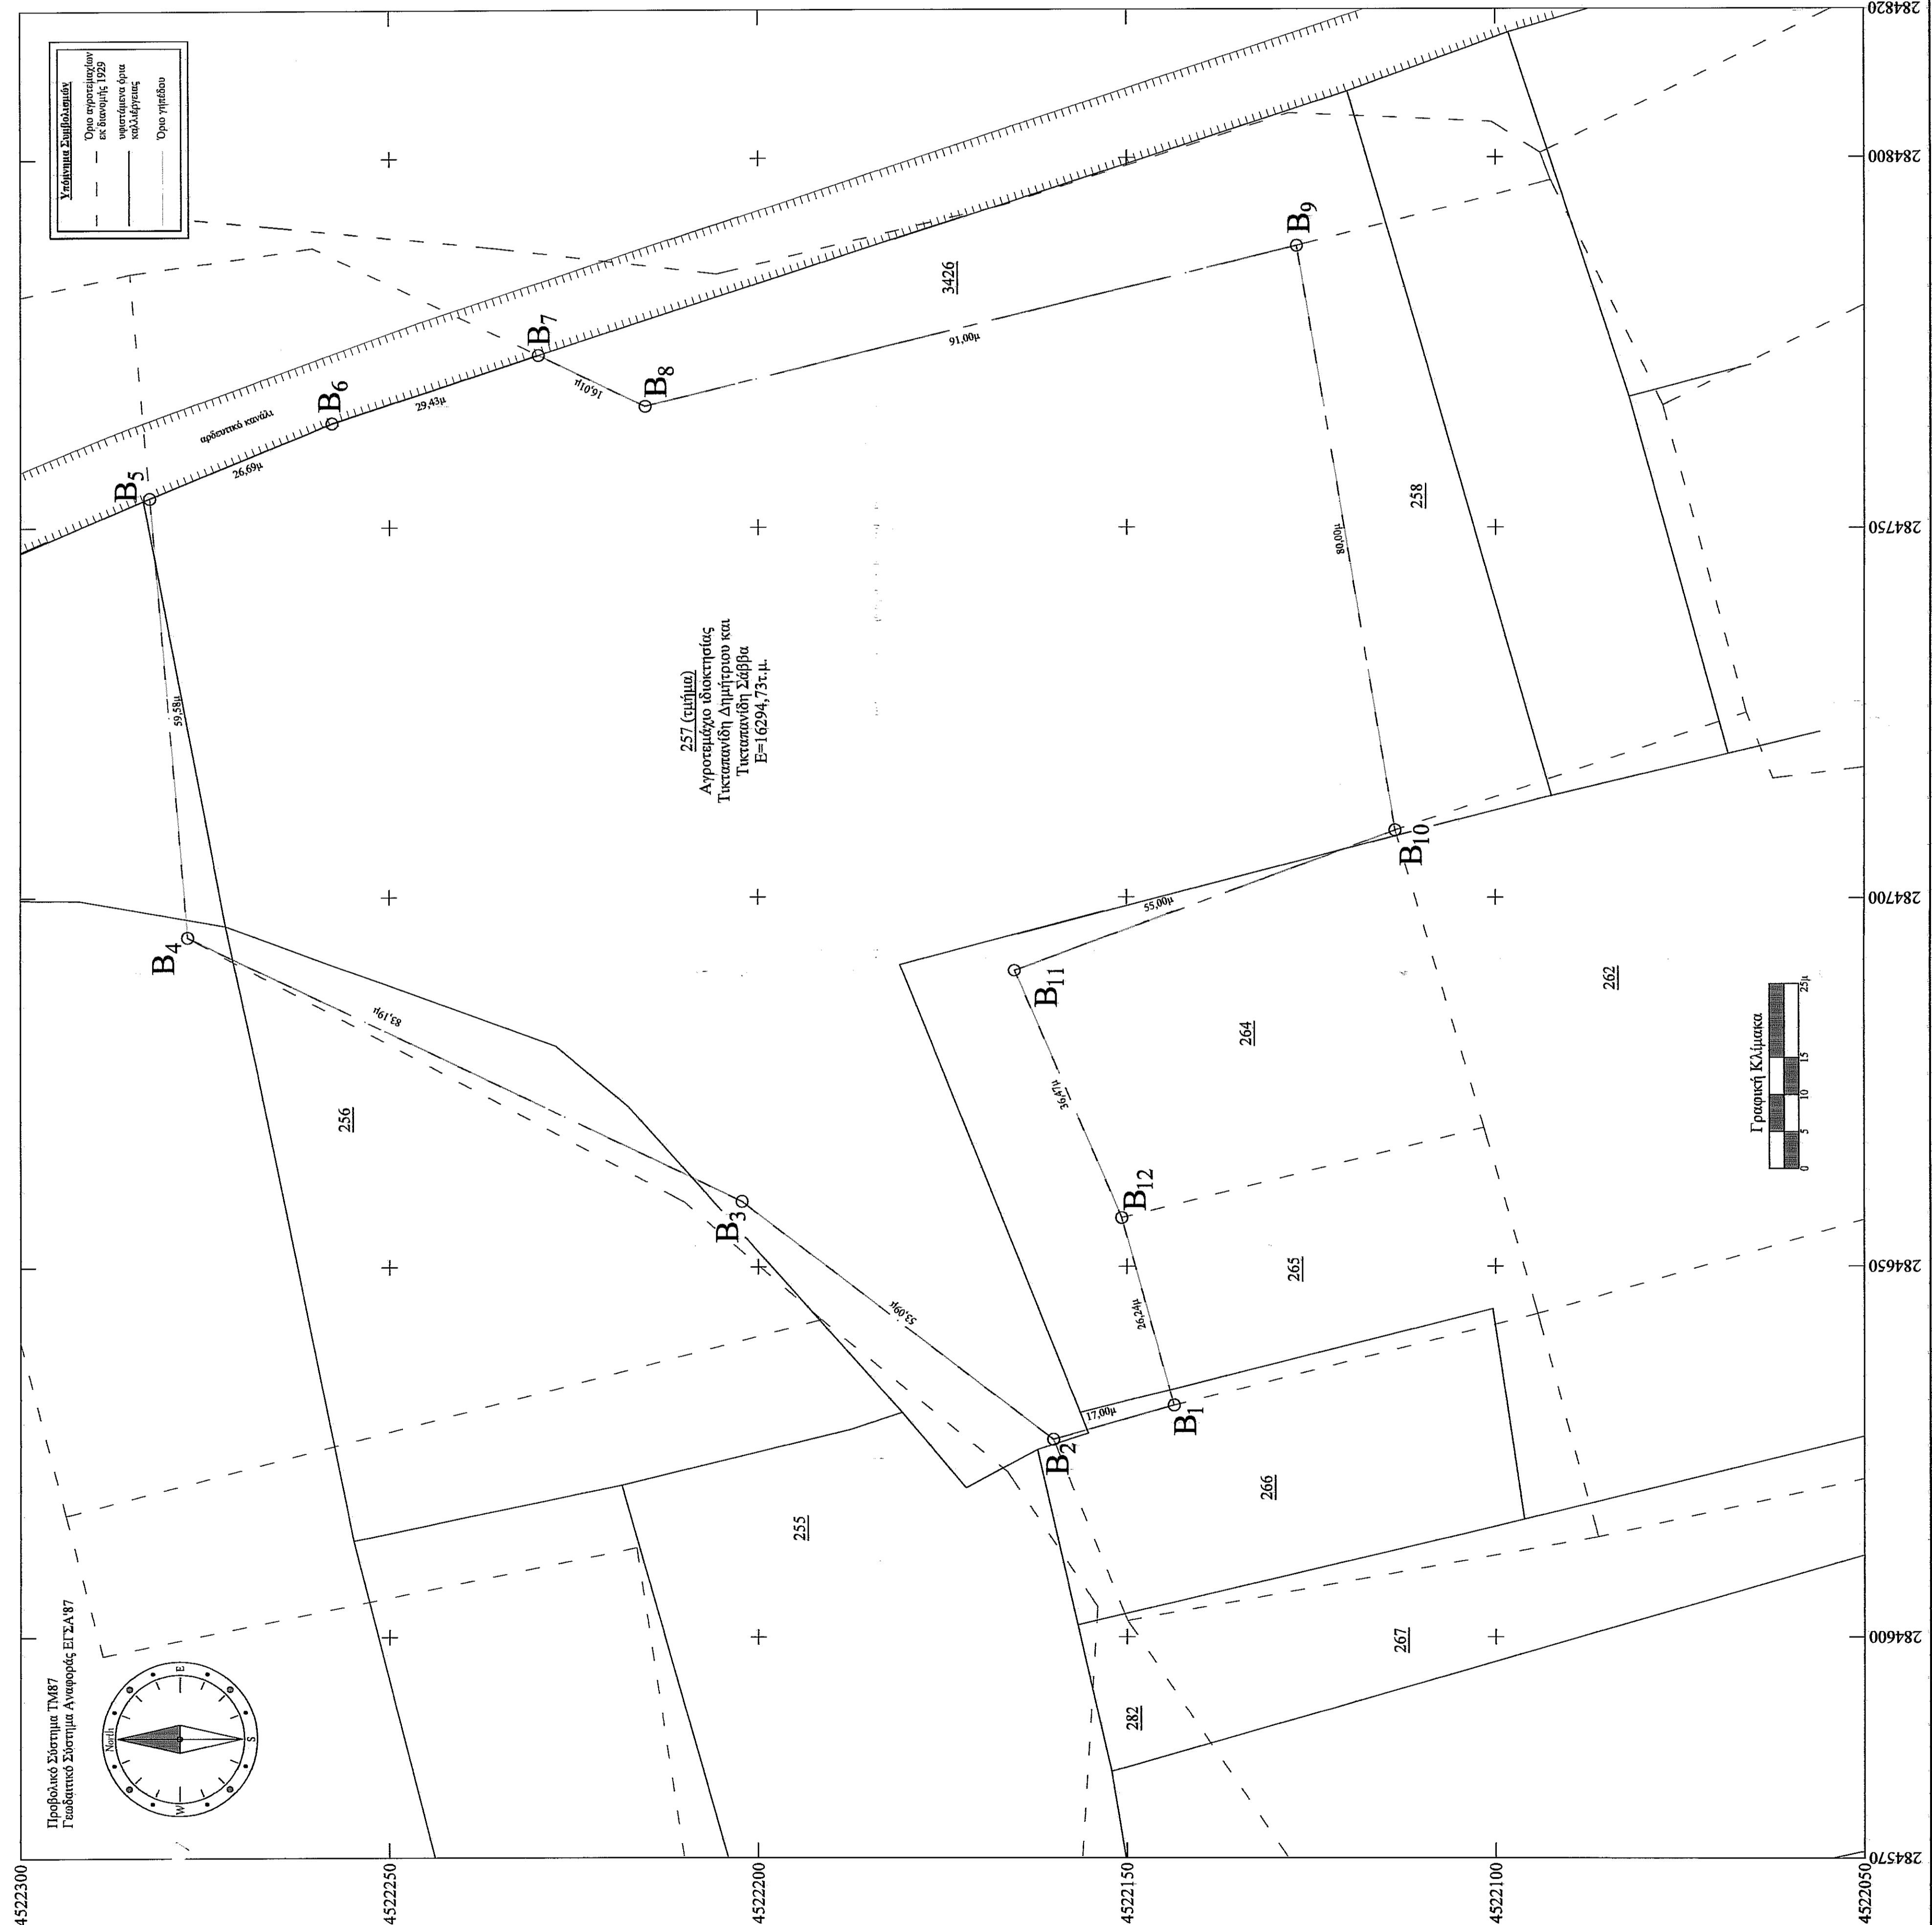 Προβολικό Σύστημα ΤΜ87
Γεωδαιτικό Σύστημα Αναφοράς ΕΓΣΑ'87
North
E
S
W
Υπόμνημα Συμβολισμών
Όριο αγροτεμαχίων
εκ διανομής 1929
υφιστάμενα όρια
καλλιέργειας
Όριο γηπέδου
257 (τμήμα)
Αγροτεμάχιο ιδιοκτησίας
Τικταπανίδη Δημήτριου και
Τικταπανίδη Σάββα
Ε=16294,73τ.μ.
αρδευτικό κανάλι
B1
B2
B3
B4
B5
B6
B7
B8
B9
B10
B11
B12
17,00μ
53,09μ
83,19μ
59,58μ
26,69μ
29,43μ
16,01μ
91,00μ
80,00μ
55,00μ
36,47μ
26,24μ
256
255
3426
258
264
262
265
266
267
282
Γραφική Κλίμακα
0
5
10
15
25μ
4522300
4522250
4522200
4522150
4522100
4522050
284570
284600
284650
284700
284750
284800
284820